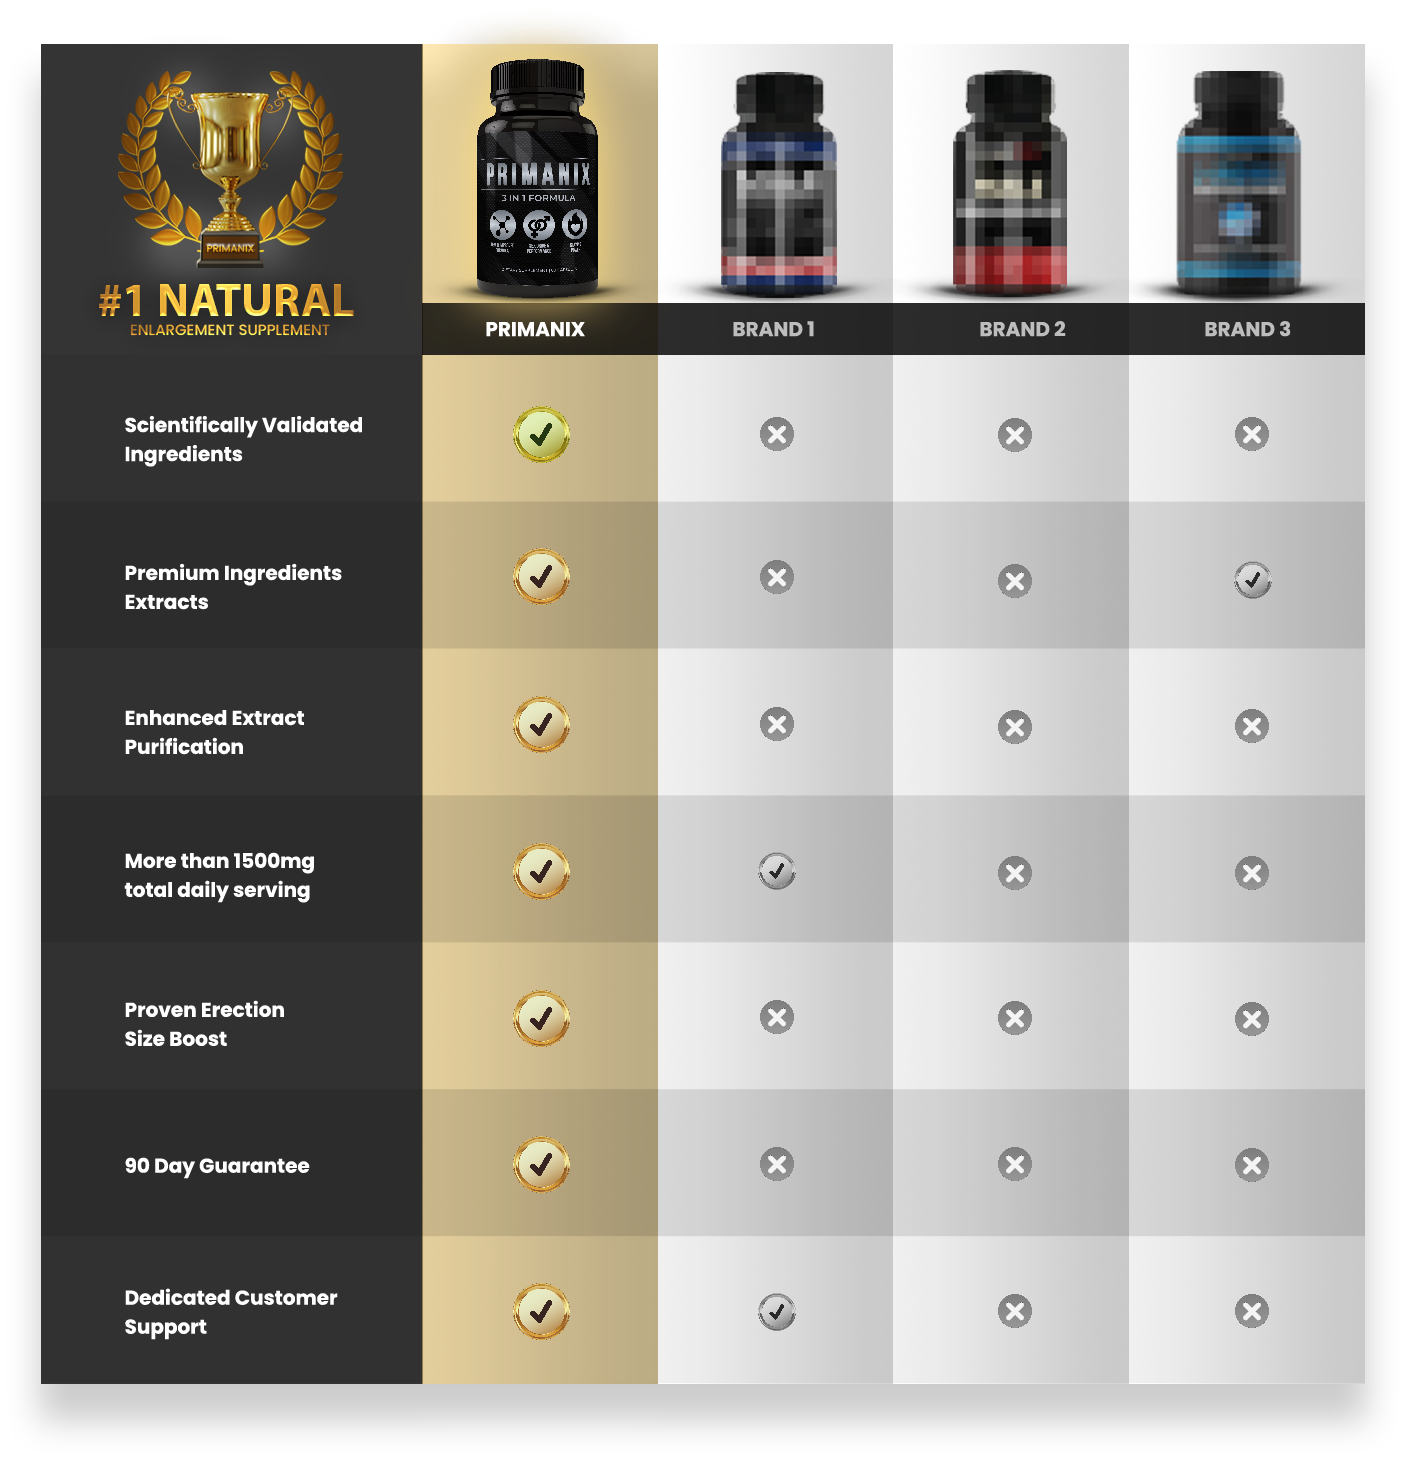 PRIMANIX
#1 NATURAL
ENLARGEMENT SUPPLEMENT
PRIMANIX
3 IN 1 FORMULA
PRIMANIX
BRAND 1
BRAND 2
BRAND 3
Scientifically Validated
Ingredients
Premium Ingredients
Extracts
Enhanced Extract
Purification
More than 1500mg
total daily serving
Proven Erection
Size Boost
90 Day Guarantee
Dedicated Customer
Support